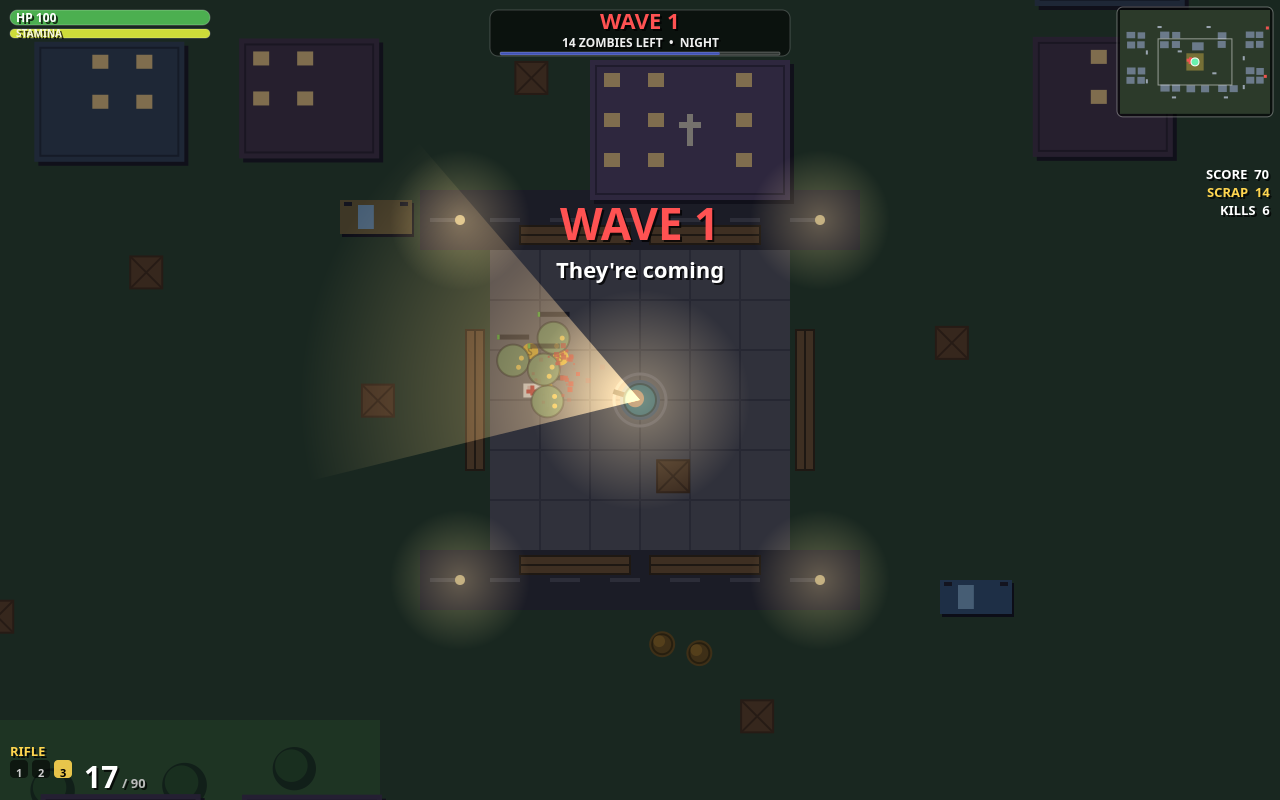 HP 100
STAMINA
WAVE 1
14 ZOMBIES LEFT • NIGHT
SCORE 70
SCRAP 14
KILLS 6
WAVE 1
They're coming
RIFLE
1 2 3
17 / 90